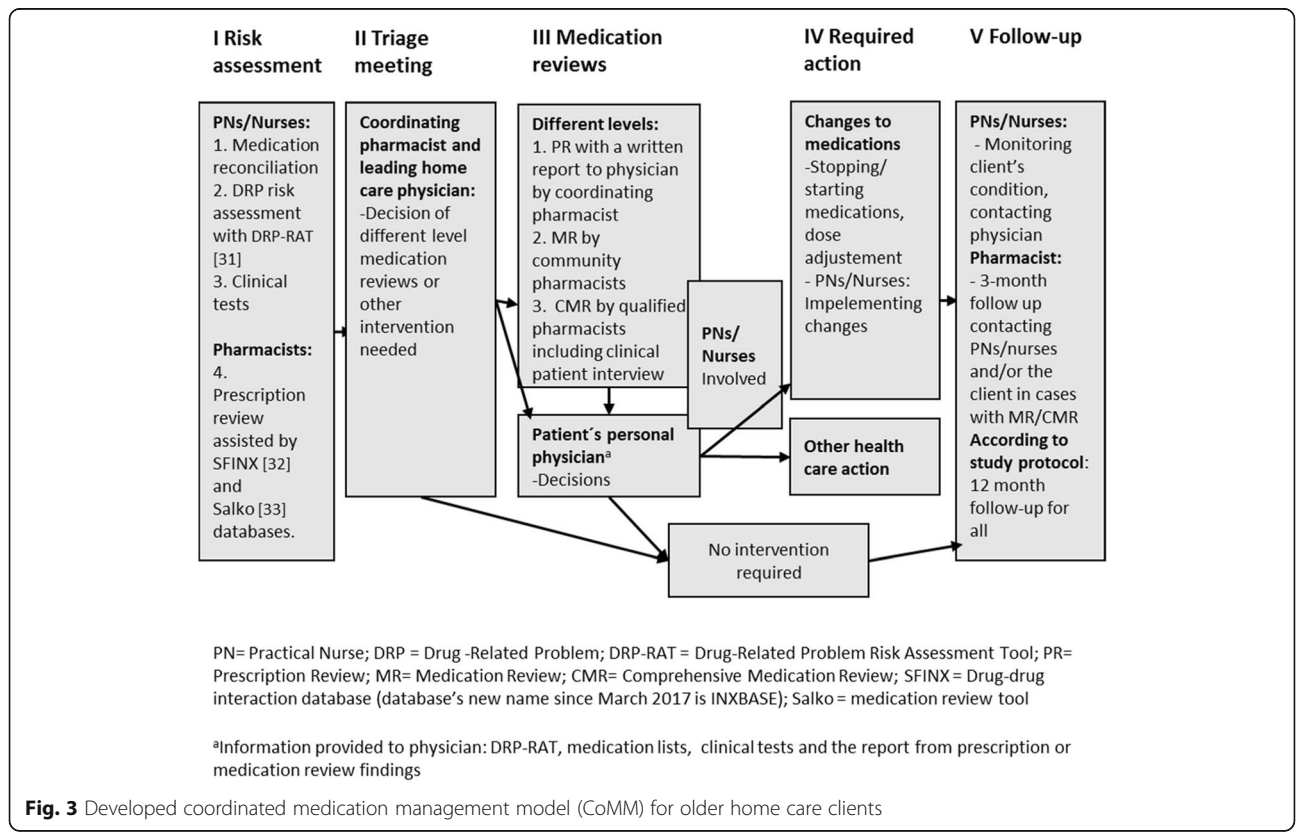 I Risk
assessment
II Triage
meeting
III Medication
reviews
IV Required
action
V Follow-up
PNs/Nurses:
1. Medication
reconciliation
2. DRP risk
assessment
with DRP-RAT
[31]
3. Clinical
tests
Pharmacists:
4.
Prescription
review
assisted by
SFINX [32]
and
Salko [33]
databases.
Coordinating
pharmacist and
leading home
care physician:
-Decision of
different level
medication
reviews or
other
intervention
needed
Different levels:
1. PR with a written
report to physician
by coordinating
pharmacist
2. MR by
community
pharmacists
3. CMR by qualified
pharmacists
including clinical
patient interview
PNs/
Nurses
Involved
Patient´s personal
physicianᵃ
-Decisions
Changes to
medications
-Stopping/
starting
medications,
dose
adjustement
- PNs/Nurses:
Impelementing
changes
Other health
care action
No intervention
required
PNs/Nurses:
- Monitoring
client's
condition,
contacting
physician
Pharmacist:
- 3-month
follow up
contacting
PNs/nurses
and/or the
client in cases
with MR/CMR
According to
study protocol:
12 month
follow-up for
all
PN= Practical Nurse; DRP = Drug -Related Problem; DRP-RAT = Drug-Related Problem Risk Assessment Tool; PR=
Prescription Review; MR= Medication Review; CMR= Comprehensive Medication Review; SFINX = Drug-drug
interaction database (database's new name since March 2017 is INXBASE); Salko = medication review tool
ᵃInformation provided to physician: DRP-RAT, medication lists, clinical tests and the report from prescription or
medication review findings
Fig. 3 Developed coordinated medication management model (CoMM) for older home care clients